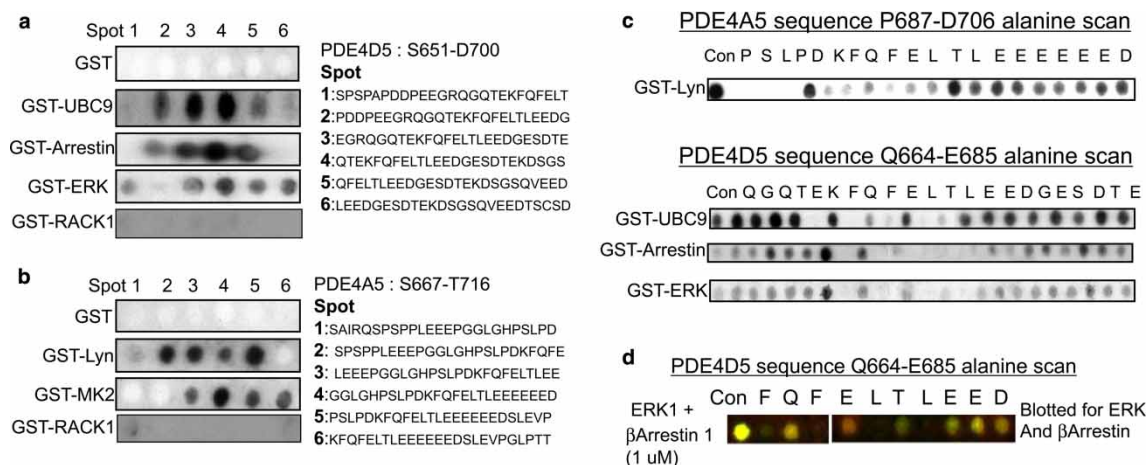 a
Spot 1 2 3 4 5 6
GST
GST-UBC9
GST-Arrestin
GST-ERK
GST-RACK1
PDE4D5 : S651-D700
Spot
1:SPSPAPDDPEEGRQGQTEKFQFELT
2:PDDPEEGRQGQTEKFQFELTLEEDG
3:EGRQGQTEKFQFELTLEEDGESDTE
4:QTEKFQFELTLEEDGESDTEKDSGS
5:QFELTLEEDGESDTEKDSGSQVEED
6:LEEDGESDTEKDSGSQVEEDTSCSD
b
Spot 1 2 3 4 5 6
GST
GST-Lyn
GST-MK2
GST-RACK1
PDE4A5 : S667-T716
Spot
1:SAIRQSPSPPLEEEPGGLGHPSLPD
2:SPSPPLEEEPGGLGHPSLPDKFQFE
3:LEEEPGGLGHPSLPDKFQFELTLEE
4:GGLGHPSLPDKFQFELTLEEEEEED
5:PSLPDKFQFELTLEEEEEEDSLEVP
6:KFQFELTLEEEEEEDSLEVPGLPTT
c
PDE4A5 sequence P687-D706 alanine scan
Con P S L P D K F Q F E L T L E E E E E E D
GST-Lyn
PDE4D5 sequence Q664-E685 alanine scan
Con Q G Q T E K F Q F E L T L E E D G E S D T E
GST-UBC9
GST-Arrestin
GST-ERK
d
PDE4D5 sequence Q664-E685 alanine scan
Con F Q F E L T L E E D
ERK1 +
βArrestin 1
(1 uM)
Blotted for ERK
And βArrestin